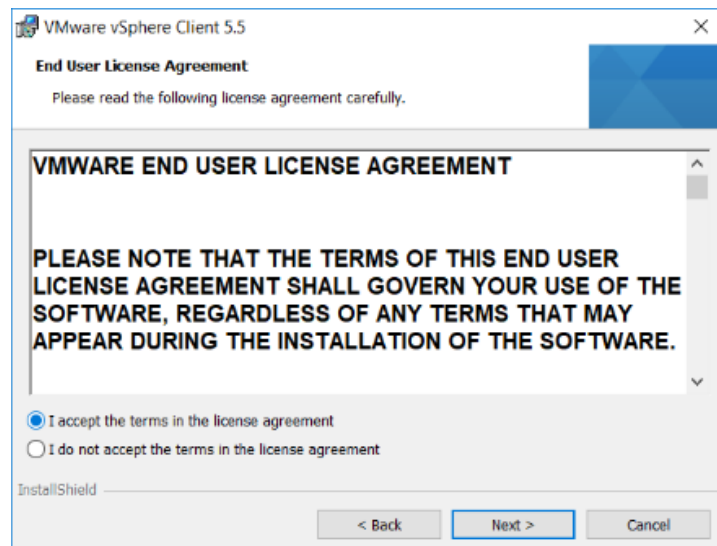 VMware vSphere Client 5.5
End User License Agreement
Please read the following license agreement carefully.
VMWARE END USER LICENSE AGREEMENT
PLEASE NOTE THAT THE TERMS OF THIS END USER
LICENSE AGREEMENT SHALL GOVERN YOUR USE OF THE
SOFTWARE, REGARDLESS OF ANY TERMS THAT MAY
APPEAR DURING THE INSTALLATION OF THE SOFTWARE.
I accept the terms in the license agreement
I do not accept the terms in the license agreement
InstallShield
< Back Next > Cancel